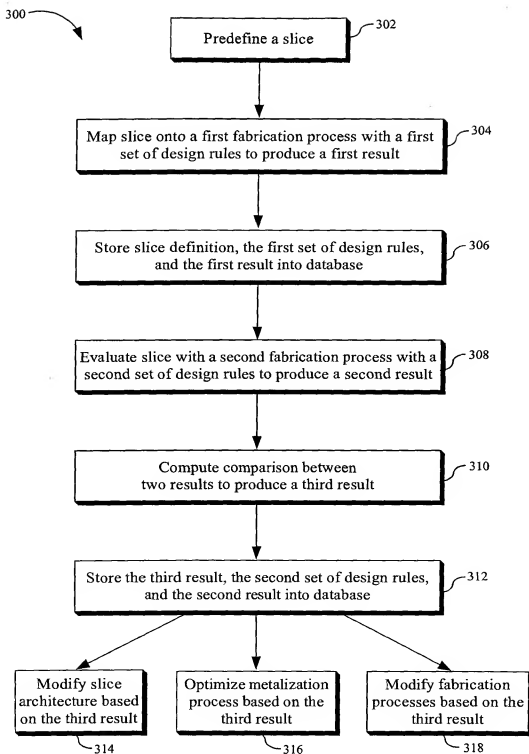 300
Predefine a slice
302
Map slice onto a first fabrication process with a first
set of design rules to produce a first result
304
Store slice definition, the first set of design rules,
and the first result into database
306
Evaluate slice with a second fabrication process with a
second set of design rules to produce a second result
308
Compute comparison between
two results to produce a third result
310
Store the third result, the second set of design rules,
and the second result into database
312
Modify slice
architecture based
on the third result
314
Optimize metalization
process based on the
third result
316
Modify fabrication
processes based on the
third result
318